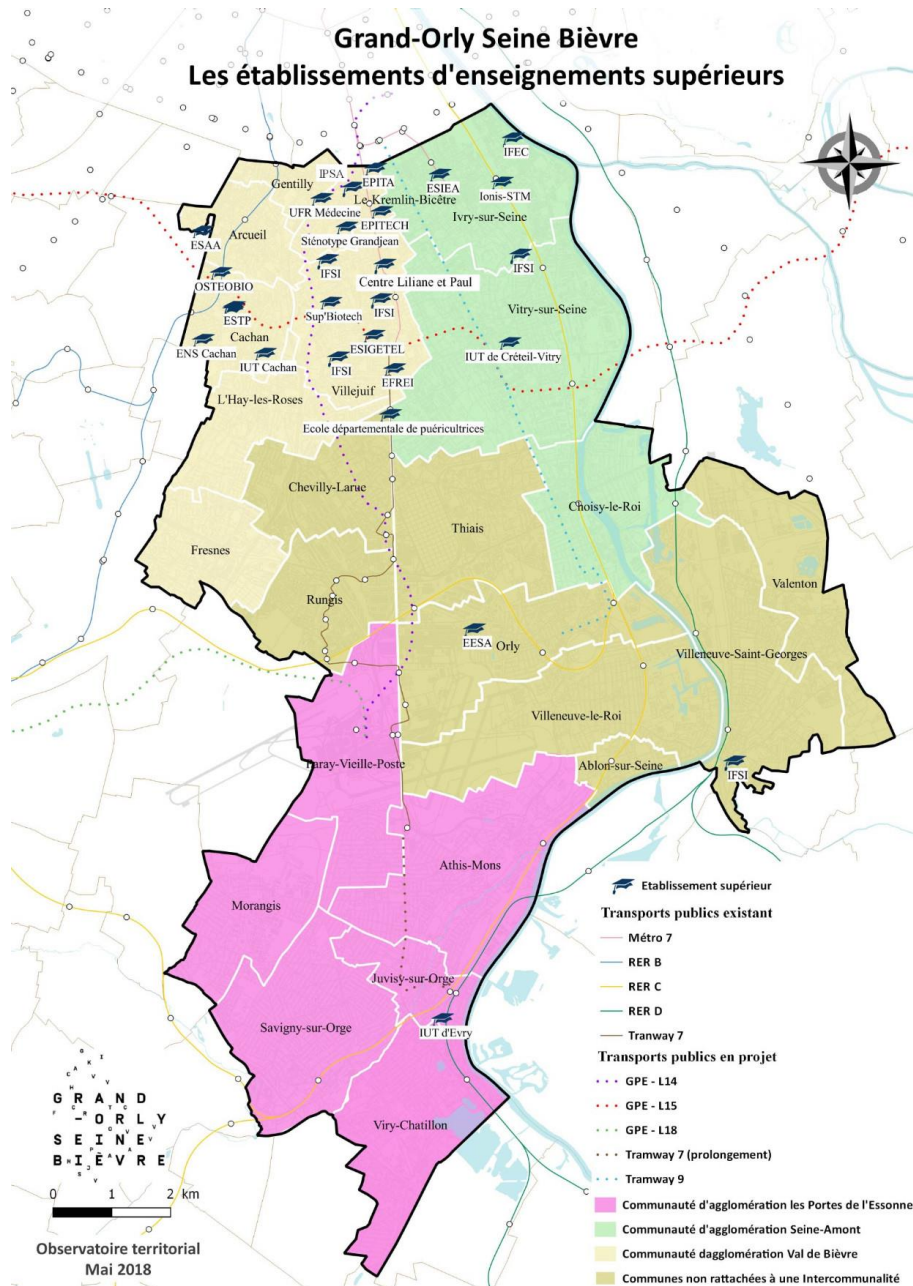 Grand-Orly Seine Bièvre
Les établissements d'enseignements supérieurs
IFEC
IPSA
EPITA
Gentilly
ESIEA
Ionis-STM
Le-Kremlin-Bicêtre
UFR Médecine
EPITECH
Ivry-sur-Seine
Arcueil
Sténotype Grandjean
ESAA
IFSI
Centre Liliane et Paul
IFSI
OSTEOBIO
Sup'Biotech
IFSI
Vitry-sur-Seine
ESTP
Cachan
ENS Cachan
IUT Cachan
ESIGETEL
IUT de Créteil-Vitry
IFSI
EFREI
Villejuif
L'Hay-les-Roses
Ecole départementale de puéricultrices
Chevilly-Larue
Thiais
Choisy-le-Roi
Fresnes
Valenton
Rungis
EESA
Orly
Villeneuve-Saint-Georges
Villeneuve-le-Roi
Paray-Vieille-Poste
Ablon-sur-Seine
IFSI
Athis-Mons
Morangis
Juvisy-sur-Orge
Savigny-sur-Orge
IUT d'Evry
Viry-Chatillon
Etablissement supérieur
Transports publics existant
Métro 7
RER B
RER C
RER D
Tranway 7
Transports publics en projet
GPE - L14
GPE - L15
GPE - L18
Tramway 7 (prolongement)
Tramway 9
Communauté d'agglomération les Portes de l'Essonne
Communauté d'agglomération Seine-Amont
Communauté dagglomération Val de Bièvre
Communes non rattachées à une Intercommunalité
GRAND
-ORLY
SEINE
BIÈVRE
0 1 2 km
Observatoire territorial
Mai 2018